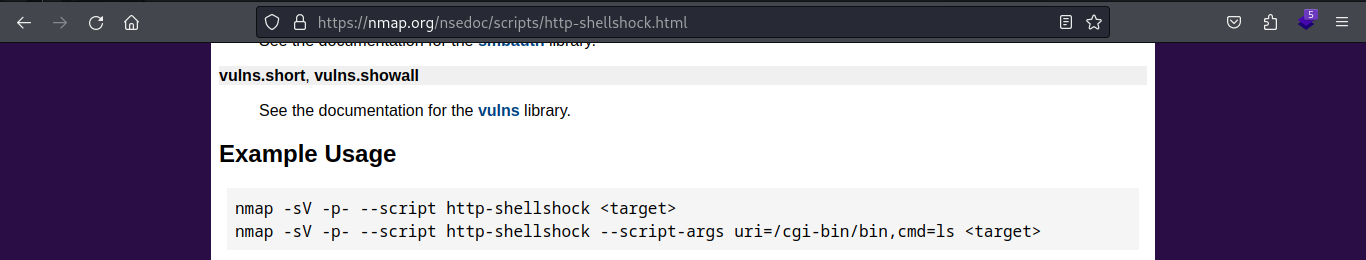 https://nmap.org/nsedoc/scripts/http-shellshock.html
5
See the documentation for the smbauth library.
vulns.short, vulns.showall
See the documentation for the vulns library.
Example Usage
nmap -sV -p- --script http-shellshock <target>
nmap -sV -p- --script http-shellshock --script-args uri=/cgi-bin/bin,cmd=ls <target>